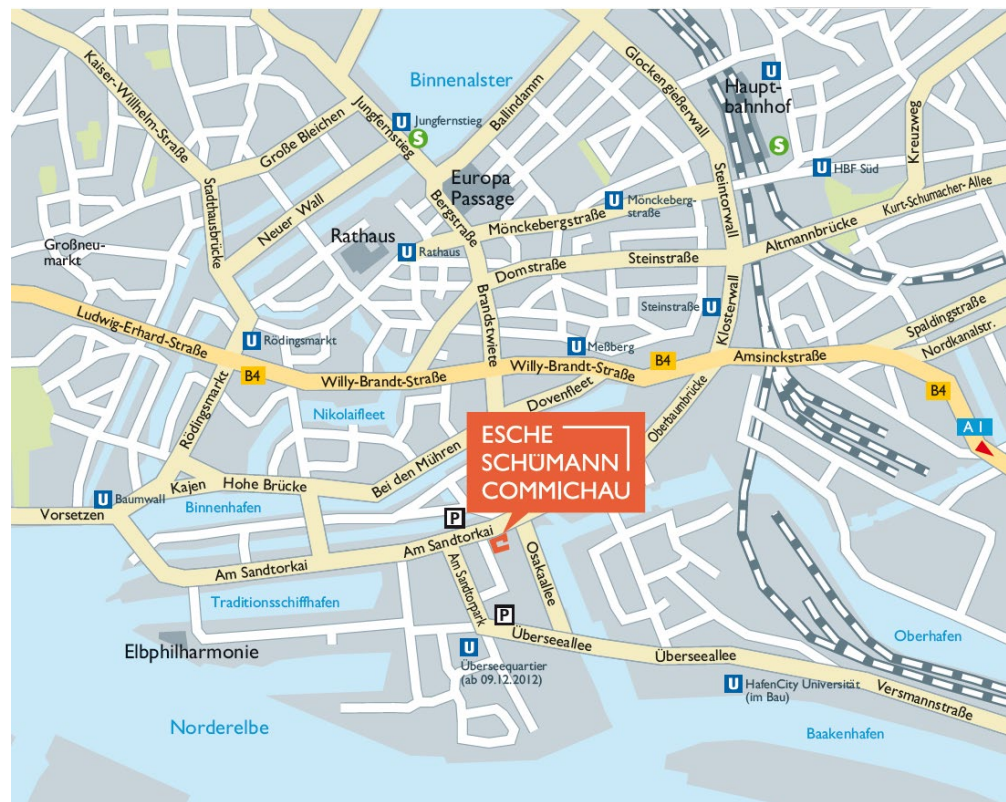 Binnenalster
Kaiser-Wilhelm-Straße
Glockengießerwall
U
Haupt-
bahnhof
Ballindamm
Jungfernstieg
U
Jungfernstieg
S
Große Bleichen
S
Kreuzweg
U
HBF Süd
Stadthausbrücke
Neuer Wall
Europa
Passage
Bergstraße
U
Mönckeberg-
straße
Mönckebergstraße
Steintorwall
Kurt-Schumacher-Allee
Altmannbrücke
Großneu-
markt
Rathaus
U
Rathaus
Domstraße
Steinstraße
Brandstwiete
Steinstraße
U
Klosterwall
Spaldingstraße
Nordkanalstr.
Ludwig-Erhard-Straße
U
Rödingsmarkt
U
Meßberg
B4
Amsinckstraße
B4
Willy-Brandt-Straße
Willy-Brandt-Straße
B4
Dovenfleet
Oberbaumbrücke
Nikolaifleet
Rödingsmarkt
A1
ESCHE
SCHÜMANN
COMMICHAU
Bei den Mühren
U
Baumwall
Kajen
Hohe Brücke
Binnenhafen
Vorsetzen
P
Am Sandtorkai
Am Sandtorkai
Osakaallee
Am Sandtorpark
Traditionsschiffhafen
P
Überseeallee
Überseeallee
Oberhafen
Elbphilharmonie
U
Überseequartier
(ab 09.12.2012)
U
HafenCity Universität
(im Bau)
Versmannstraße
Norderelbe
Baakenhafen